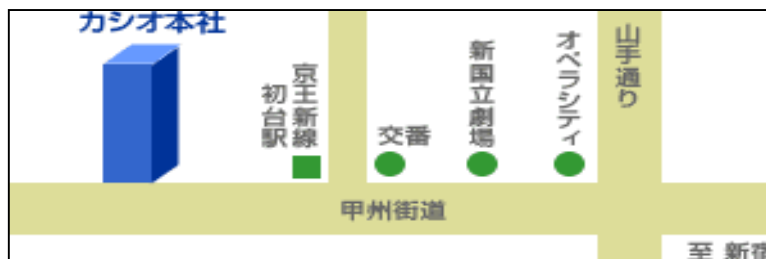 カシオ本社
京王新線
初台駅
交番
新国立劇場
オペラシティ
山手通り
甲州街道
至 新宿